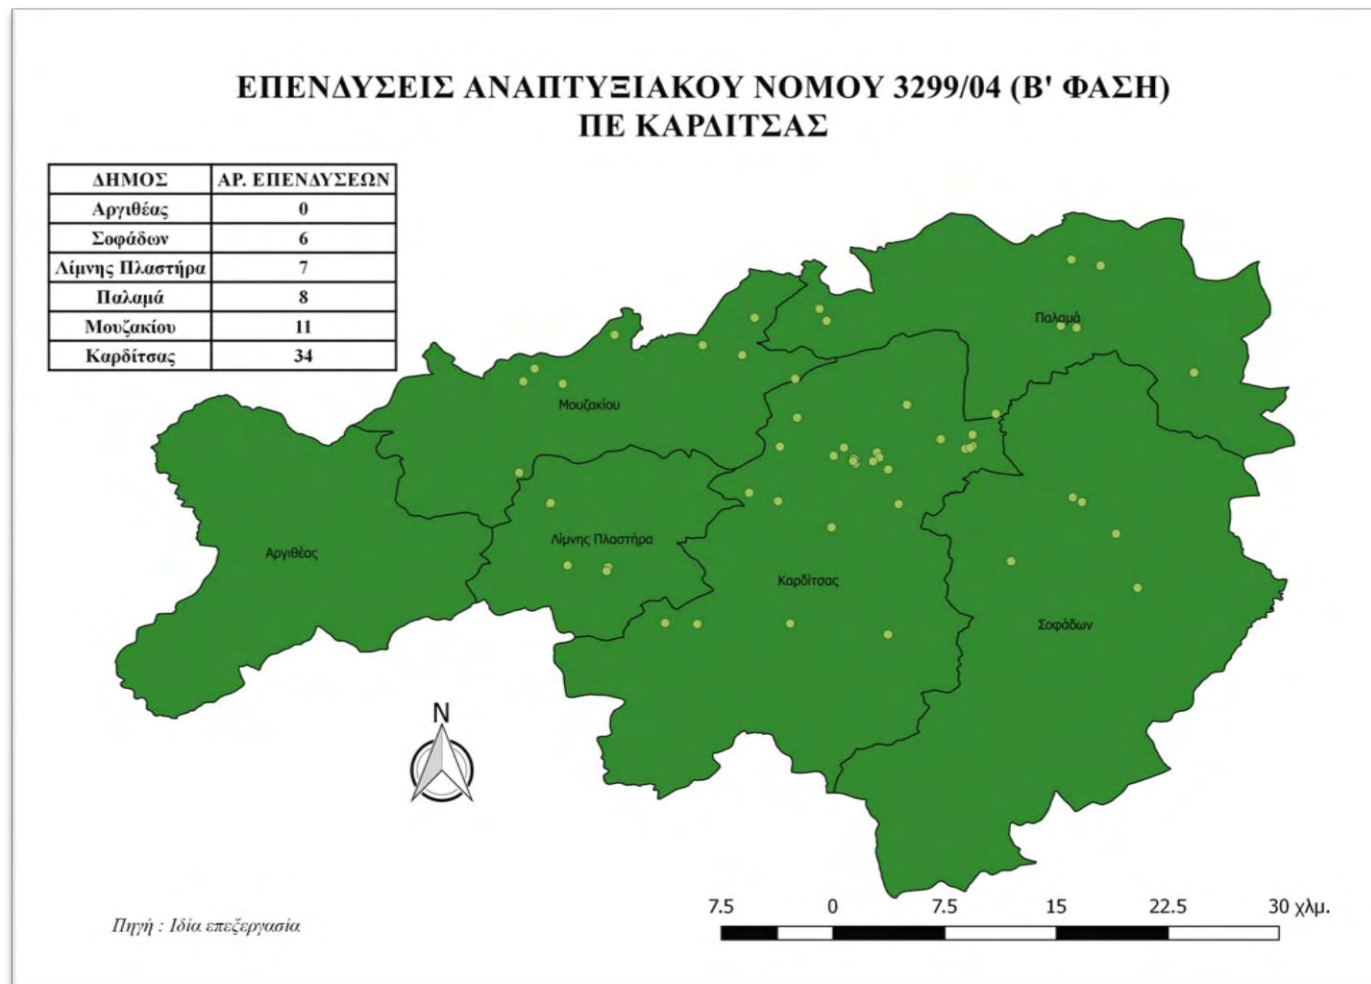 ΕΠΕΝΔΥΣΕΙΣ ΑΝΑΠΤΥΞΙΑΚΟΥ ΝΟΜΟΥ 3299/04 (Β' ΦΑΣΗ)
ΠΕ ΚΑΡΔΙΤΣΑΣ
ΔΗΜΟΣ ΑΡ. ΕΠΕΝΔΥΣΕΩΝ
Αργιθέας 0
Σοφάδων 6
Λίμνης Πλαστήρα 7
Παλαμά 8
Μουζακίου 11
Καρδίτσας 34
Παλαμά
Μουζακίου
Λίμνης Πλαστήρα
Αργιθέας
Καρδίτσας
Σοφάδων
N
7.5 0 7.5 15 22.5 30 χλμ.
Πηγή : Ιδία επεξεργασία